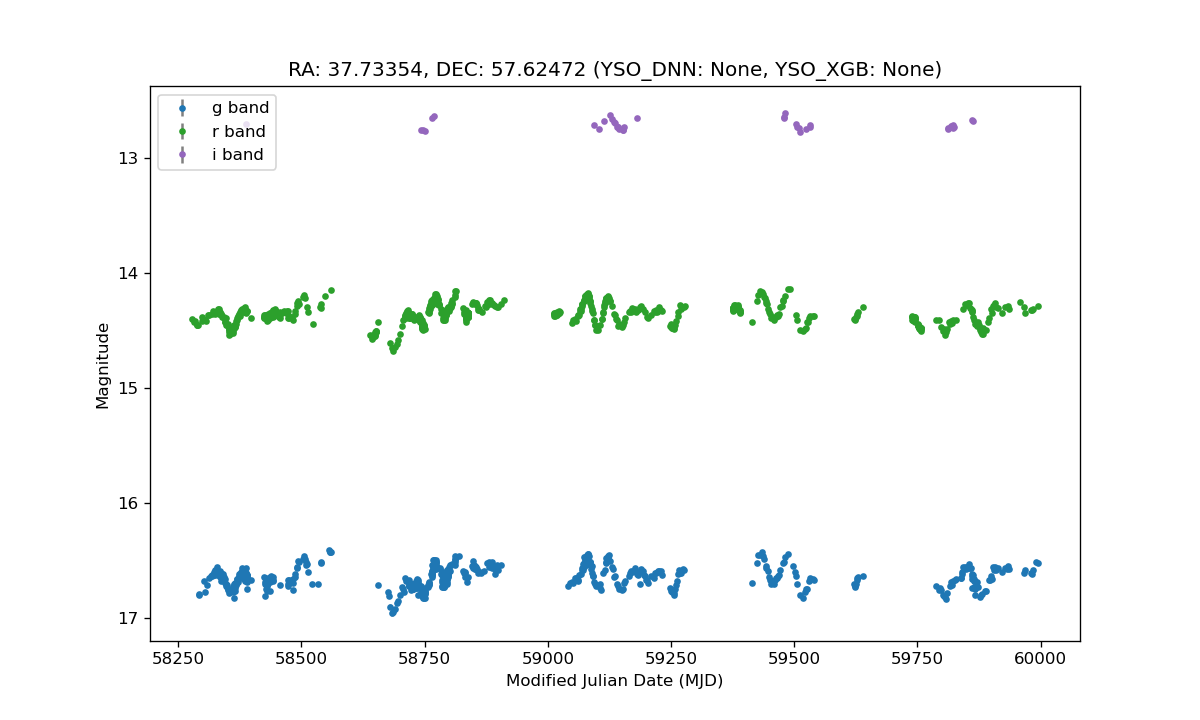 RA: 37.73354, DEC: 57.62472 (YSO_DNN: None, YSO_XGB: None)
g band
r band
i band
13
14
15
16
17
Magnitude
58250 58500 58750 59000 59250 59500 59750 60000
Modified Julian Date (MJD)